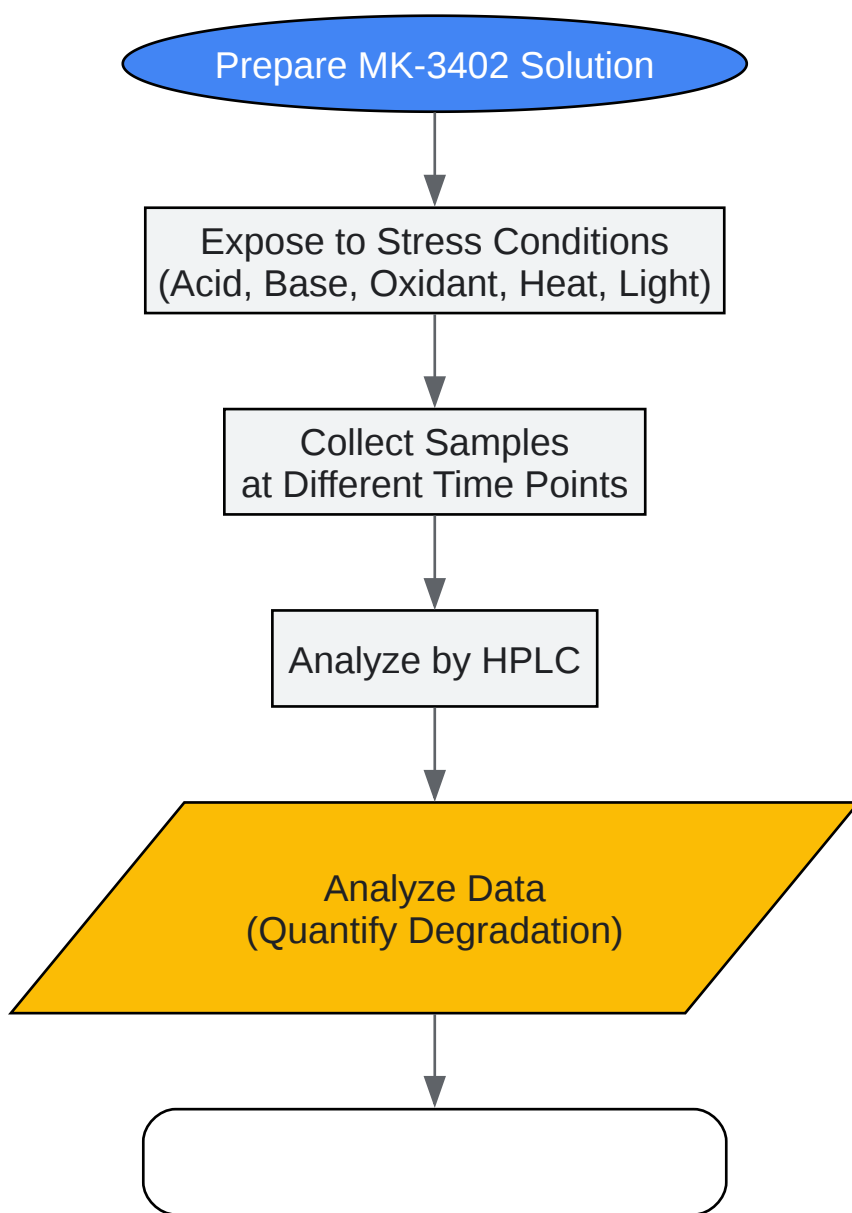 Prepare MK-3402 Solution
Expose to Stress Conditions
(Acid, Base, Oxidant, Heat, Light)
Collect Samples
at Different Time Points
Analyze by HPLC
Analyze Data
(Quantify Degradation)